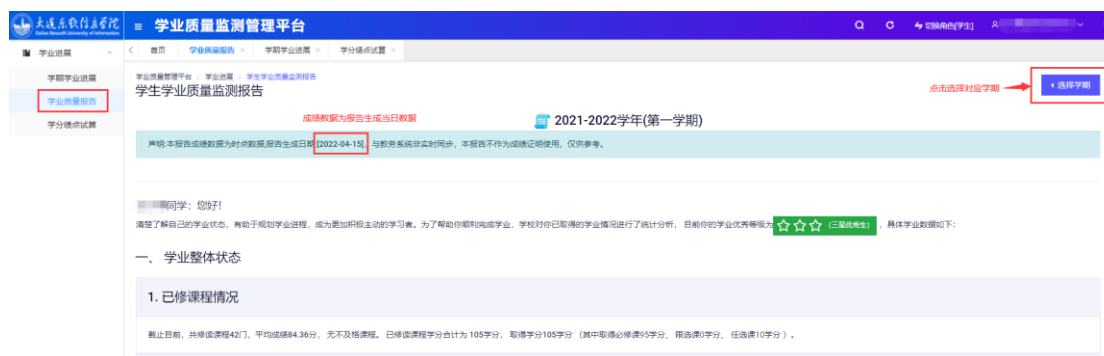 大连东软信息学院
Dalian Neusoft University of Information
学业质量监测管理平台
切换角色[学生]
学业进展
首页 学业质量报告 × 学期学业进展 × 学分绩点试算 ×
学期学业进展
学业质量报告
学分绩点试算
学业质量管理平台 > 学业进展 > 学生学业质量监测报告
学生学业质量监测报告
点击选择对应学期
选择学期
成绩数据为报告生成当日数据
2021-2022学年(第一学期)
声明:本报告成绩数据为时点数据,报告生成日期:[2022-04-15]，与教务系统非实时同步，本报告不作为成绩证明使用，仅供参考。
同学：您好!
清楚了解自己的学业状态，有助于规划学业进程，成为更加积极主动的学习者。为了帮助你顺利完成学业，学校对你已取得的学业情况进行了统计分析，目前你的学业优秀等级为 ☆☆☆ (三星优秀生) ，具体学业数据如下:
一、 学业整体状态
1. 已修课程情况
截止目前，共修读课程42门，平均成绩84.36分，无不及格课程。已修读课程学分合计为 105学分，取得学分105学分 （其中取得必修课95学分、限选课0学分、任选课10学分 ）。